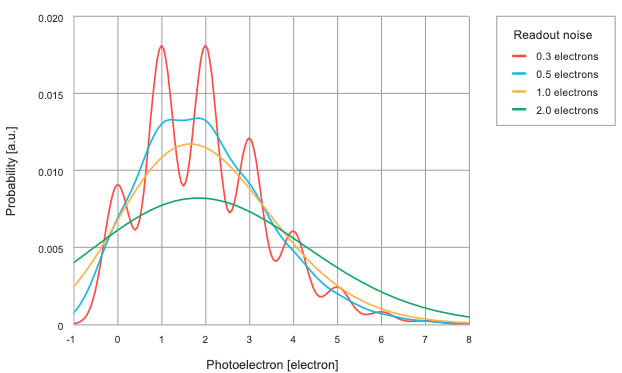 0.020
0.015
0.010
0.005
0
-1 0 1 2 3 4 5 6 7 8
Probability [a.u.]
Photoelectron [electron]
Readout noise
0.3 electrons
0.5 electrons
1.0 electrons
2.0 electrons